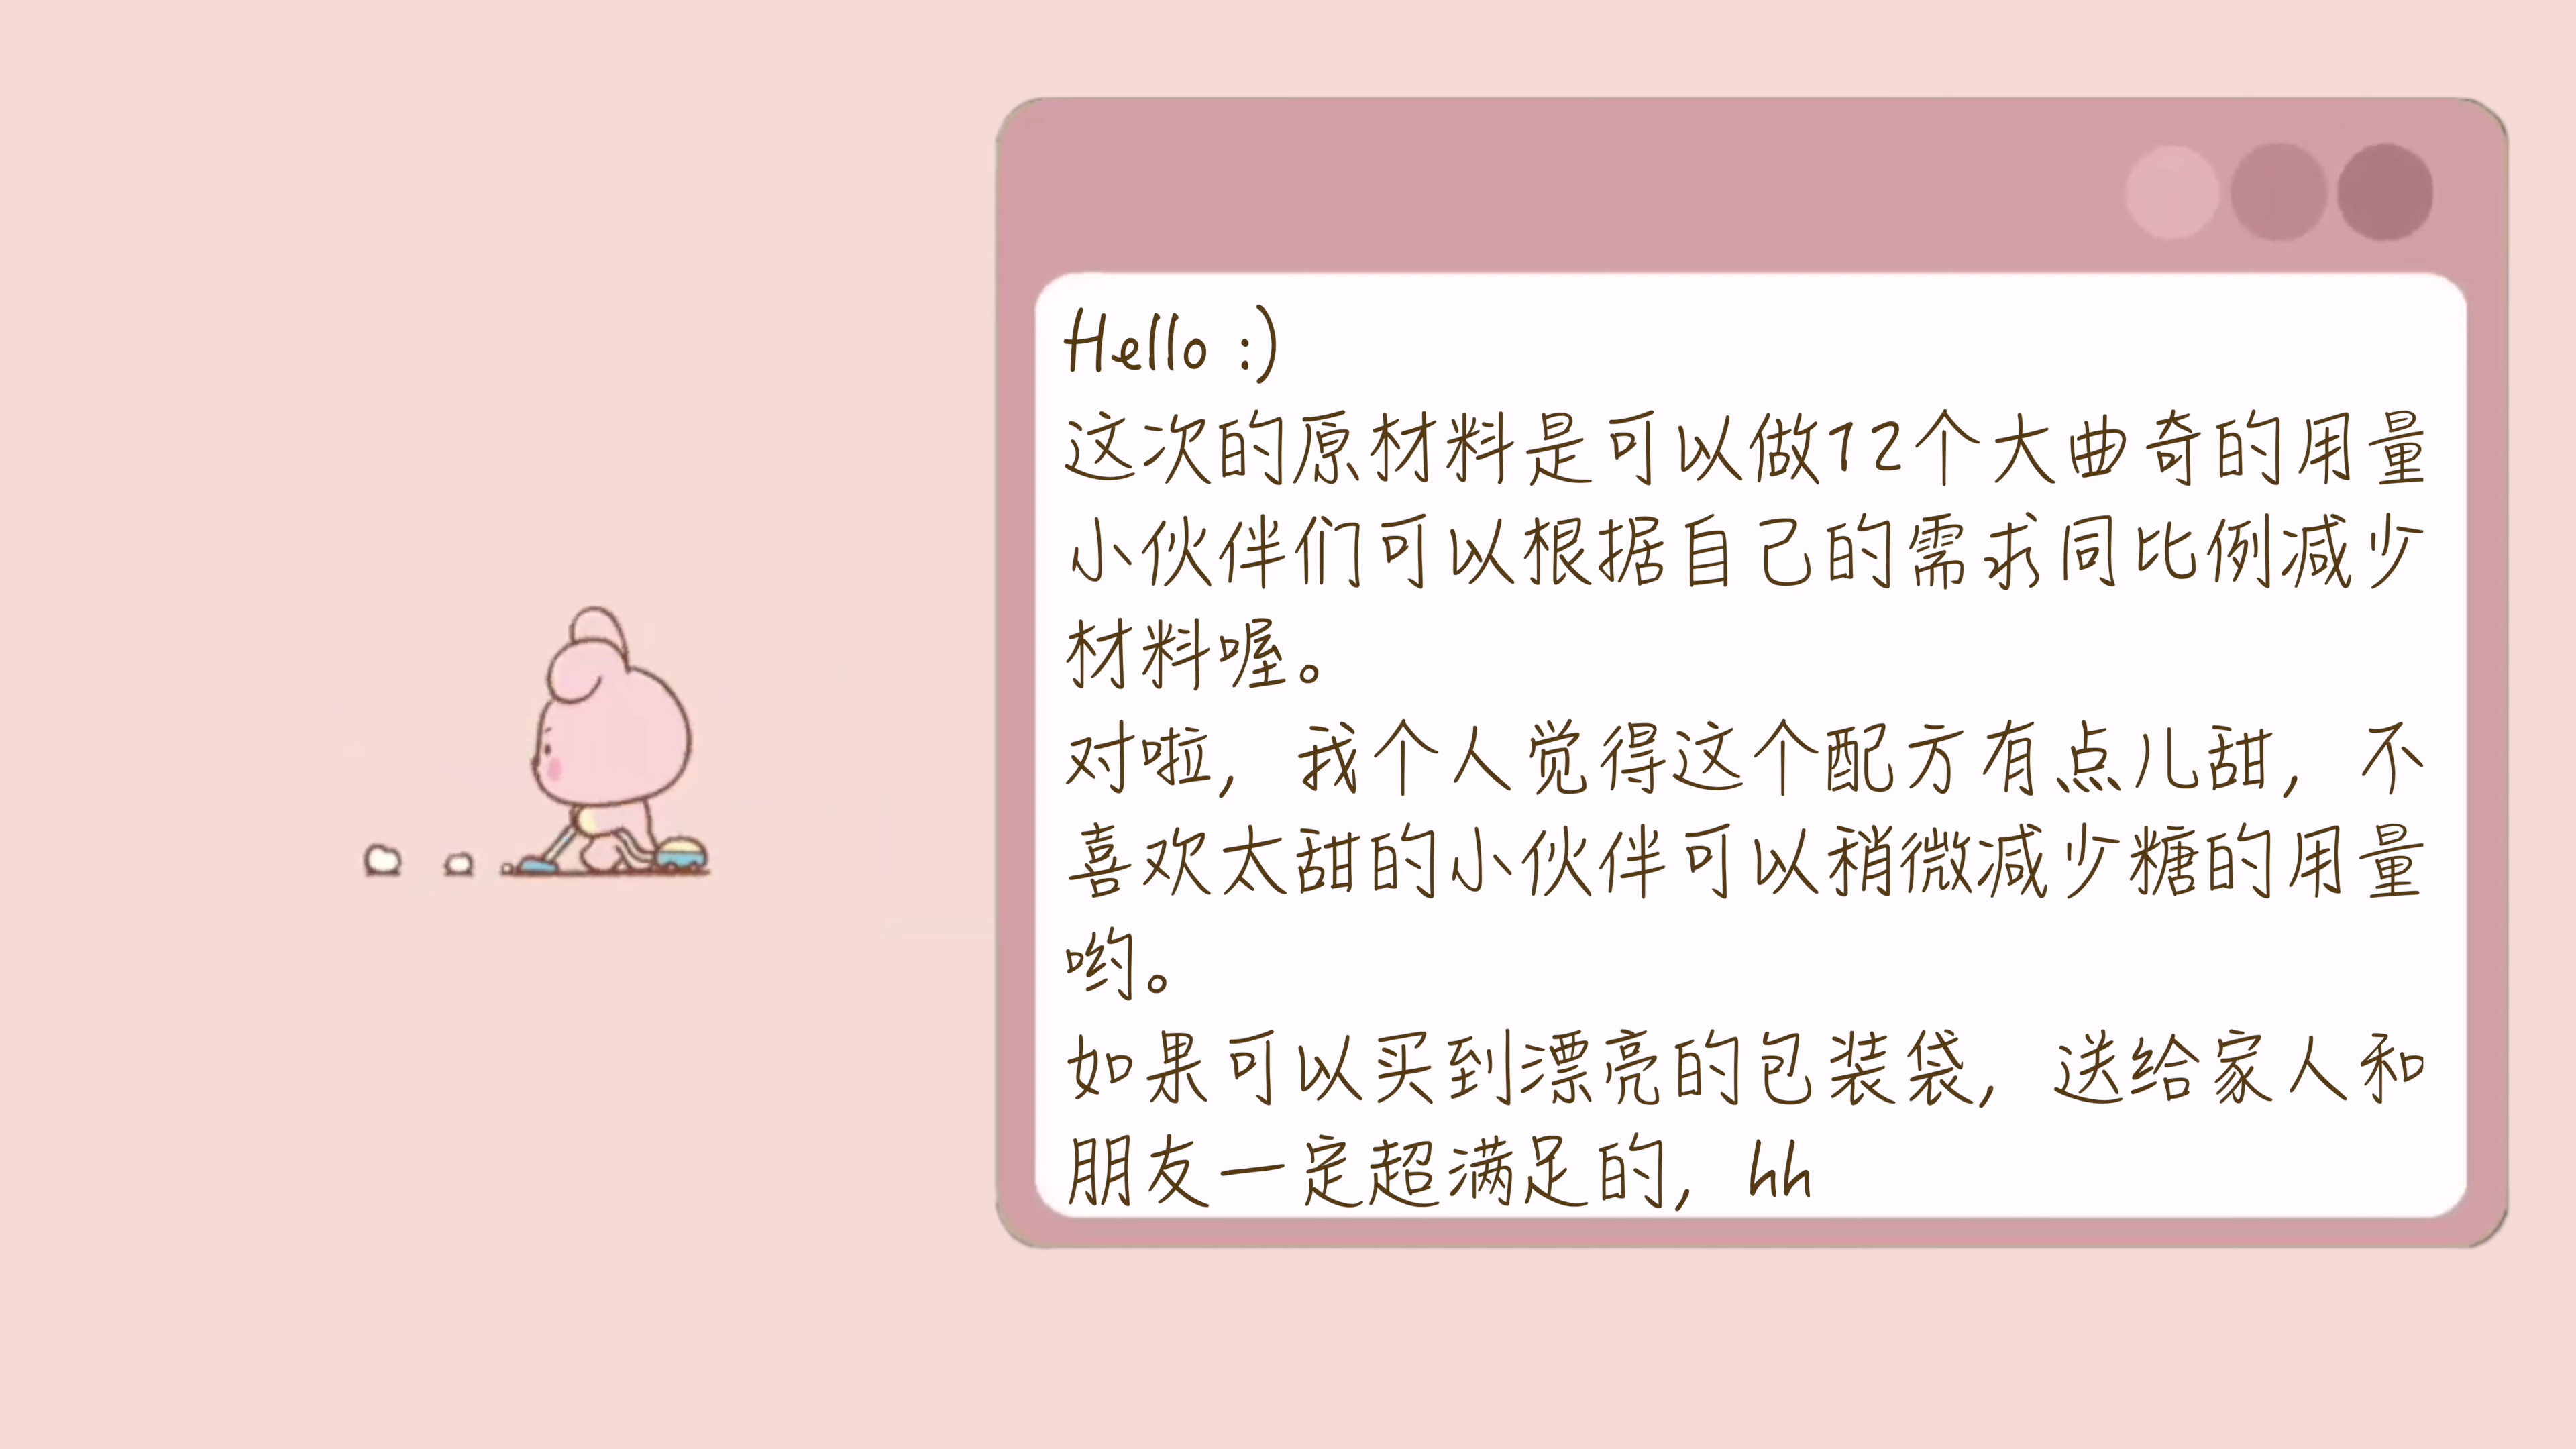 Hello :)
这次的原材料是可以做12个大曲奇的用量
小伙伴们可以根据自己的需求同比例减少
材料喔。
对啦，我个人觉得这个配方有点儿甜，不
喜欢太甜的小伙伴可以稍微减少糖的用量
哟。
如果可以买到漂亮的包装袋，送给家人和
朋友一定超满足的，hh